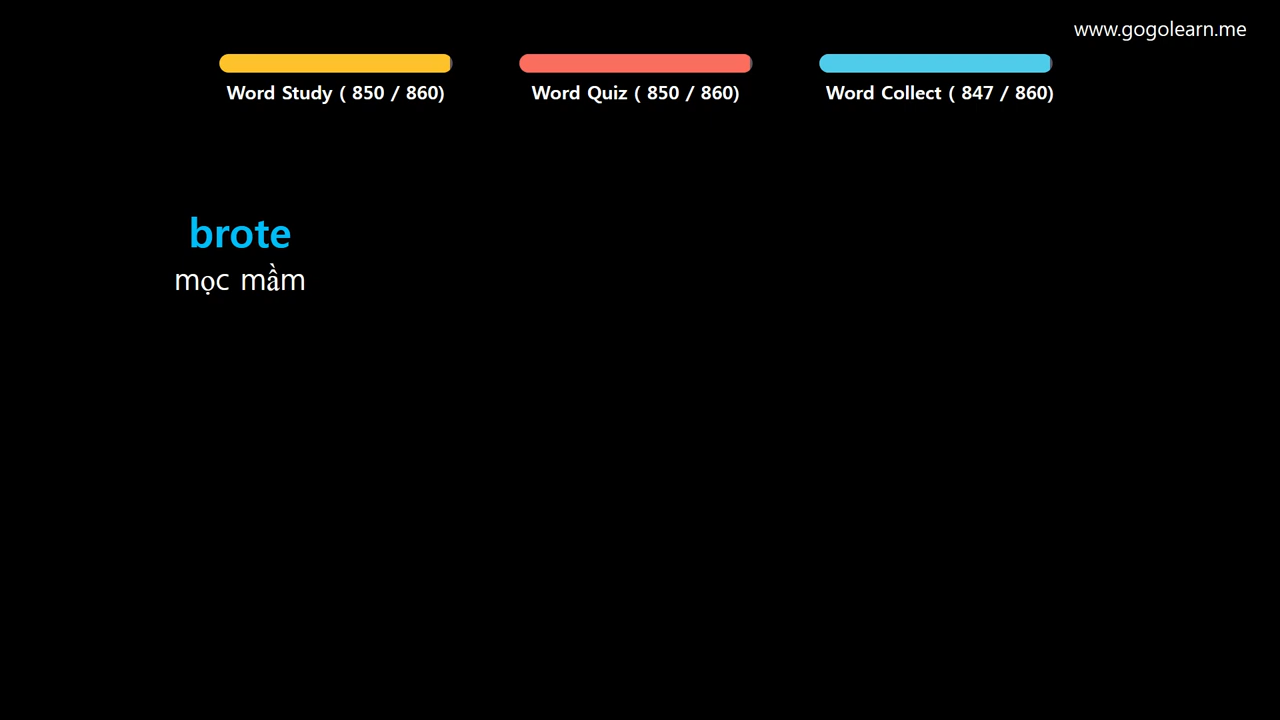 www.gogolearn.me
Word Study ( 850 / 860)
Word Quiz ( 850 / 860)
Word Collect ( 847 / 860)
brote
mọc mầm